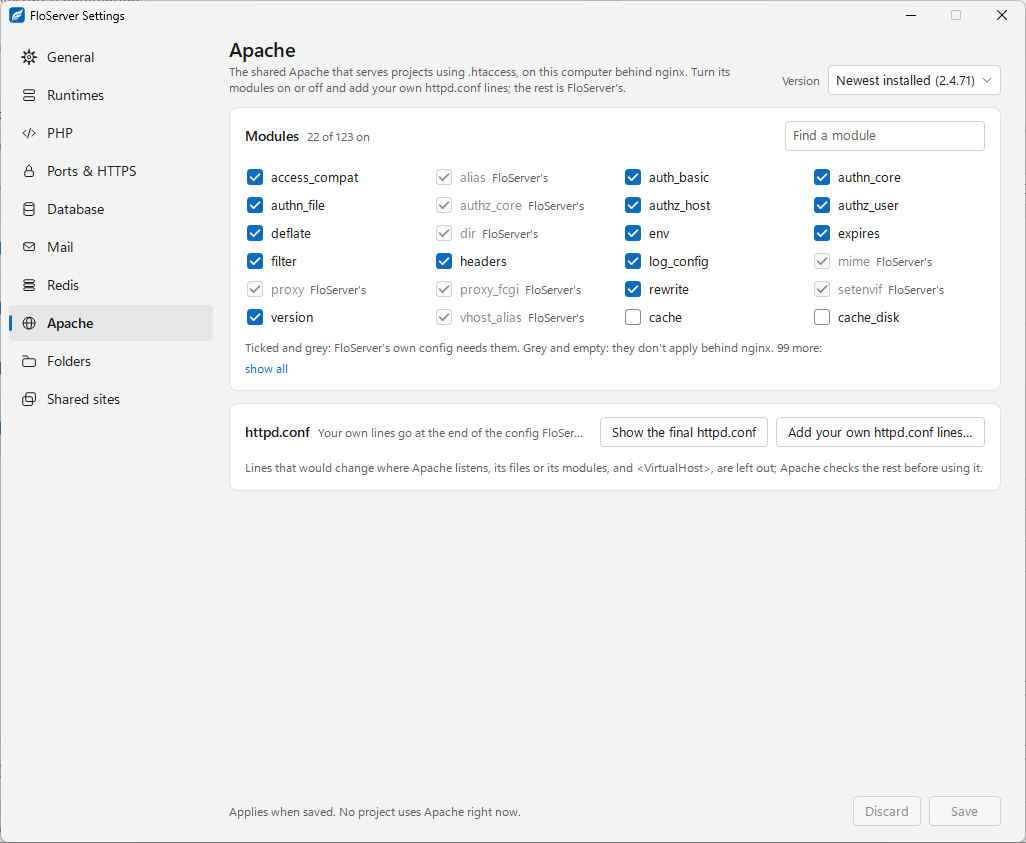 FloServer Settings
General
Runtimes
PHP
Ports & HTTPS
Database
Mail
Redis
Apache
Folders
Shared sites
Apache
The shared Apache that serves projects using .htaccess, on this computer behind nginx. Turn its
modules on or off and add your own httpd.conf lines; the rest is FloServer's.
Version
Newest installed (2.4.71)
Modules 22 of 123 on
Find a module
access_compat
alias FloServer's
auth_basic
authn_core
authn_file
authz_core FloServer's
authz_host
authz_user
deflate
dir FloServer's
env
expires
filter
headers
log_config
mime FloServer's
proxy FloServer's
proxy_fcgi FloServer's
rewrite
setenvif FloServer's
version
vhost_alias FloServer's
cache
cache_disk
Ticked and grey: FloServer's own config needs them. Grey and empty: they don't apply behind nginx. 99 more:
show all
httpd.conf Your own lines go at the end of the config FloSer...
Show the final httpd.conf
Add your own httpd.conf lines...
Lines that would change where Apache listens, its files or its modules, and <VirtualHost>, are left out; Apache checks the rest before using it.
Applies when saved. No project uses Apache right now.
Discard
Save